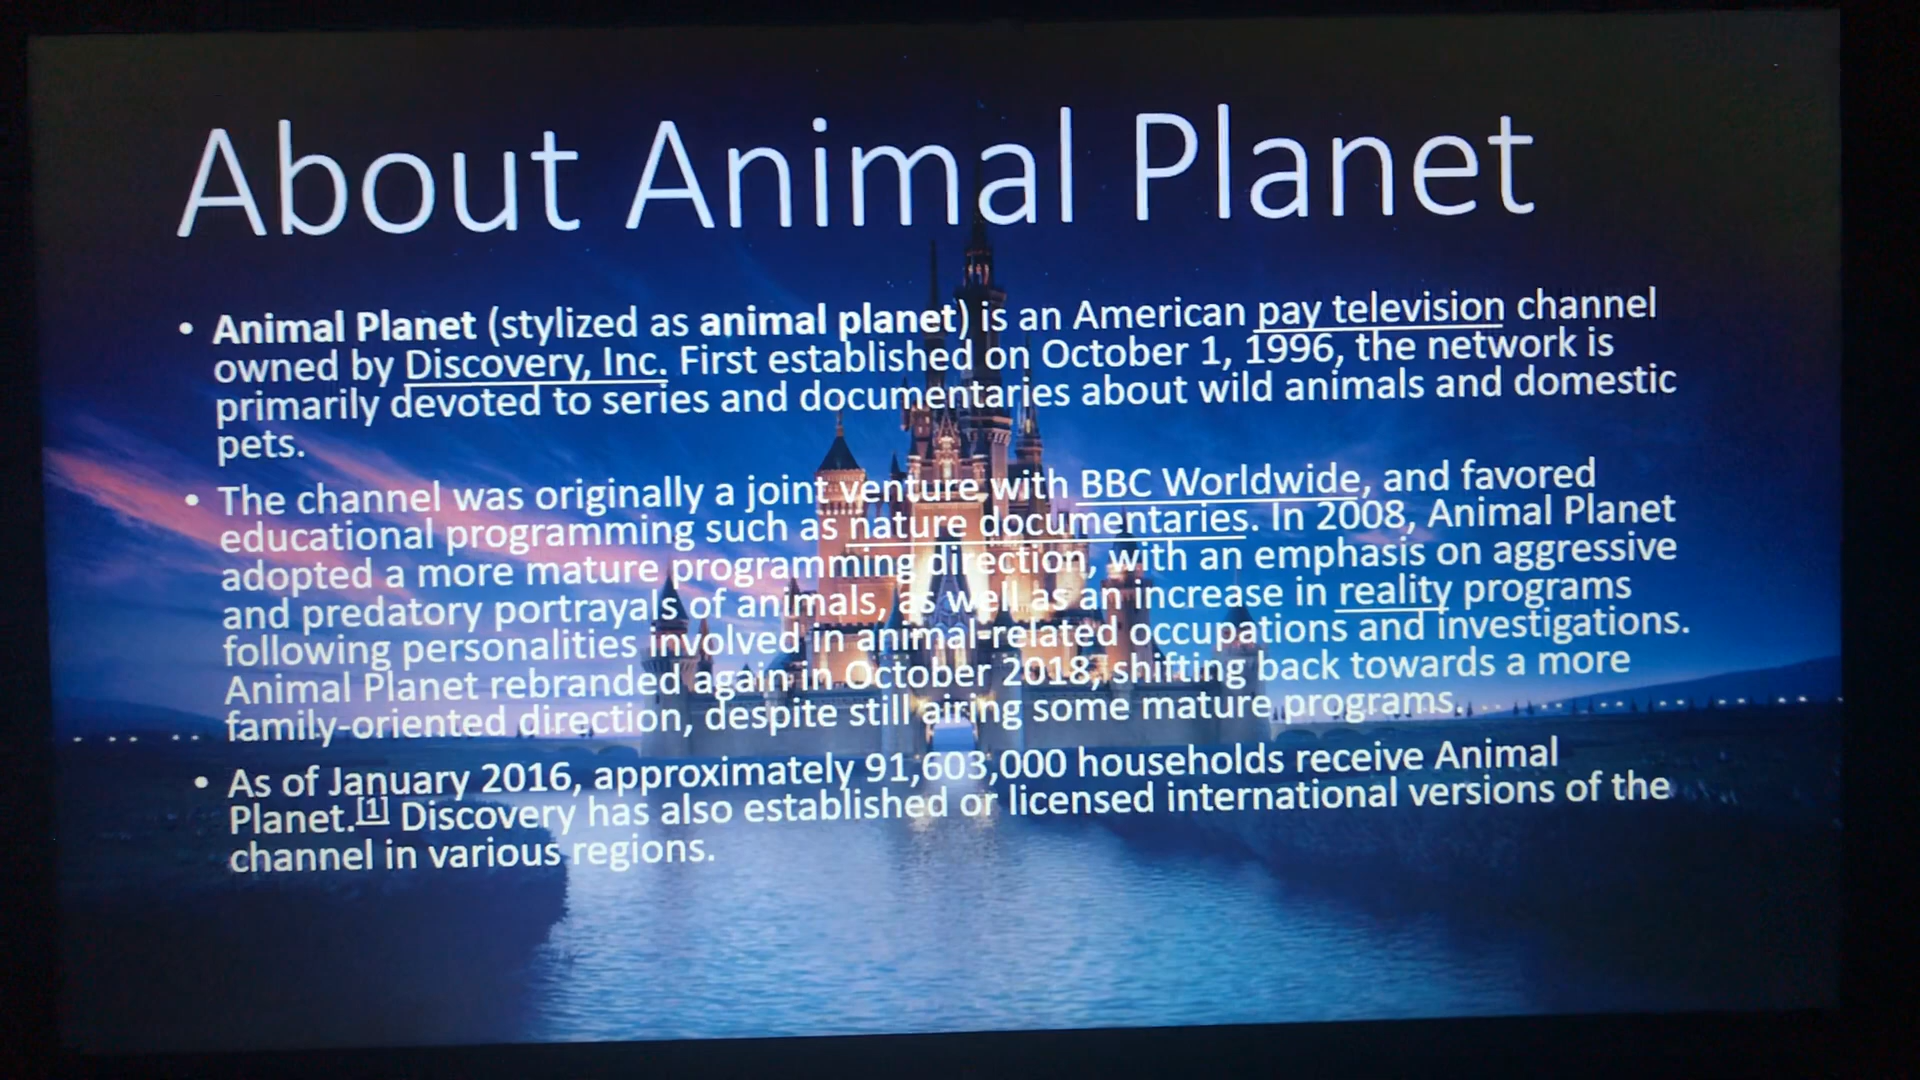 About Animal Planet
• Animal Planet (stylized as animal planet) is an American pay television channel
owned by Discovery, Inc. First established on October 1, 1996, the network is
primarily devoted to series and documentaries about wild animals and domestic
pets.
• The channel was originally a joint venture with BBC Worldwide, and favored
educational programming such as nature documentaries. In 2008, Animal Planet
adopted a more mature programming direction, with an emphasis on aggressive
and predatory portrayals of animals, as well as an increase in reality programs
following personalities involved in animal-related occupations and investigations.
Animal Planet rebranded again in October 2018, shifting back towards a more
family-oriented direction, despite still airing some mature programs.
• As of January 2016, approximately 91,603,000 households receive Animal
Planet.[1] Discovery has also established or licensed international versions of the
channel in various regions.